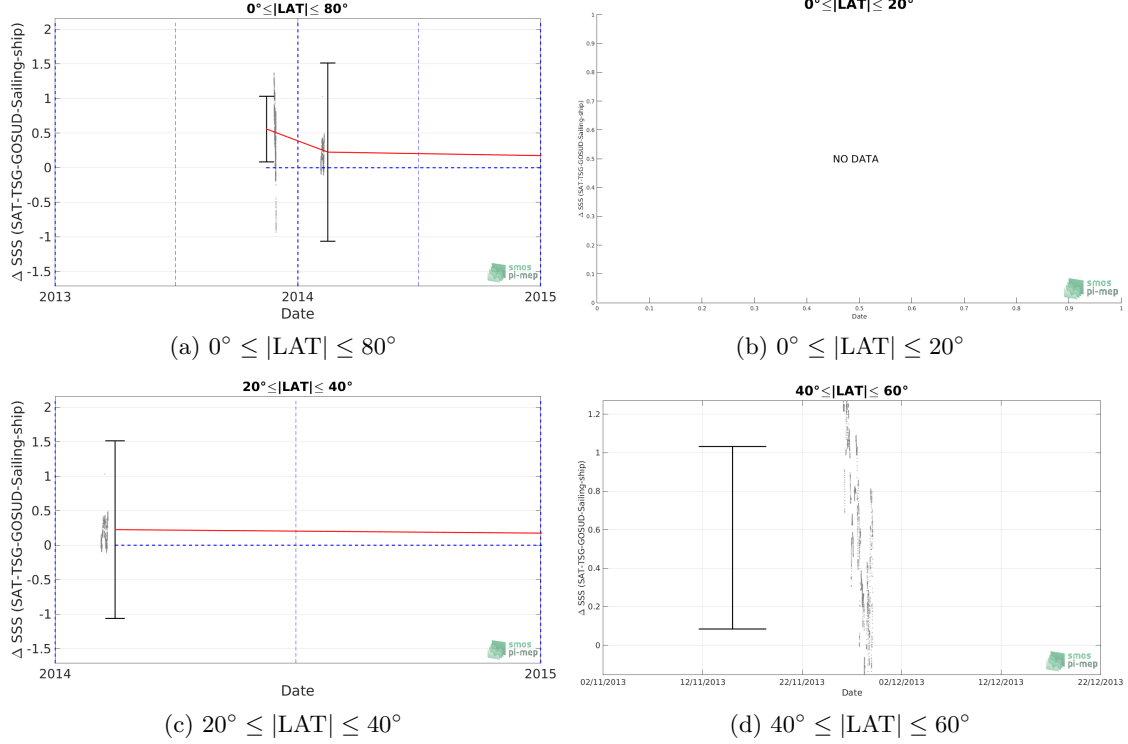 0°≤|LAT|≤ 80°
Δ SSS (SAT-TSG-GOSUD-Sailing-ship)
2
1.5
1
0.5
0
-0.5
-1
-1.5
2013 2014 2015
Date
smos
pi-mep
(a) 0° ≤ |LAT| ≤ 80°
0°≤|LAT|≤ 20°
Δ SSS (SAT-TSG-GOSUD-Sailing-ship)
1
0.9
0.8
0.7
0.6
0.5
0.4
0.3
0.2
0.1
0
NO DATA
0 0.1 0.2 0.3 0.4 0.5 0.6 0.7 0.8 0.9 1
Date
smos
pi-mep
(b) 0° ≤ |LAT| ≤ 20°
20°≤|LAT|≤ 40°
Δ SSS (SAT-TSG-GOSUD-Sailing-ship)
2
1.5
1
0.5
0
-0.5
-1
-1.5
2014 2015
Date
smos
pi-mep
(c) 20° ≤ |LAT| ≤ 40°
40°≤|LAT|≤ 60°
Δ SSS (SAT-TSG-GOSUD-Sailing-ship)
1.2
1
0.8
0.6
0.4
0.2
0
02/11/2013 12/11/2013 22/11/2013 02/12/2013 12/12/2013 22/12/2013
Date
smos
pi-mep
(d) 40° ≤ |LAT| ≤ 60°